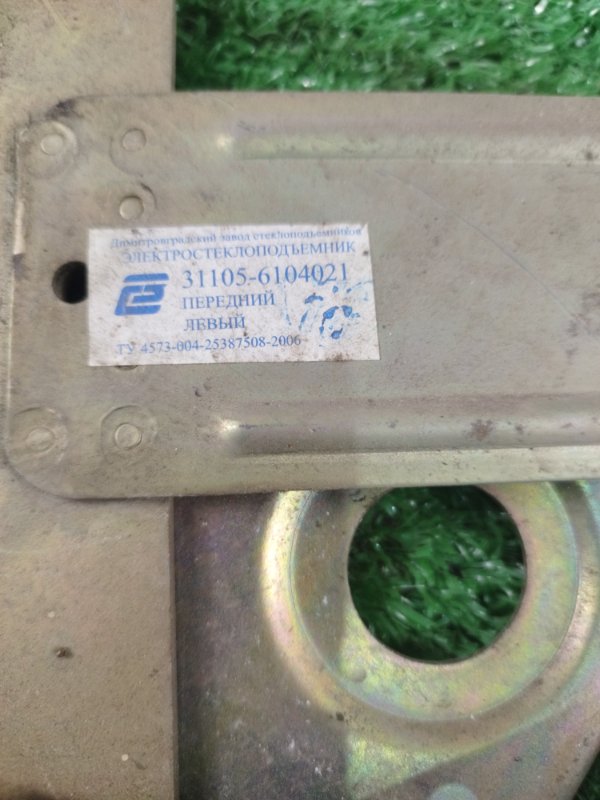 Димитровградский завод стеклоподъемников
ЭЛЕКТРОСТЕКЛОПОДЪЕМНИК
31105-6104021
ПЕРЕДНИЙ
ЛЕВЫЙ
ТУ 4573-004-25387508-2006